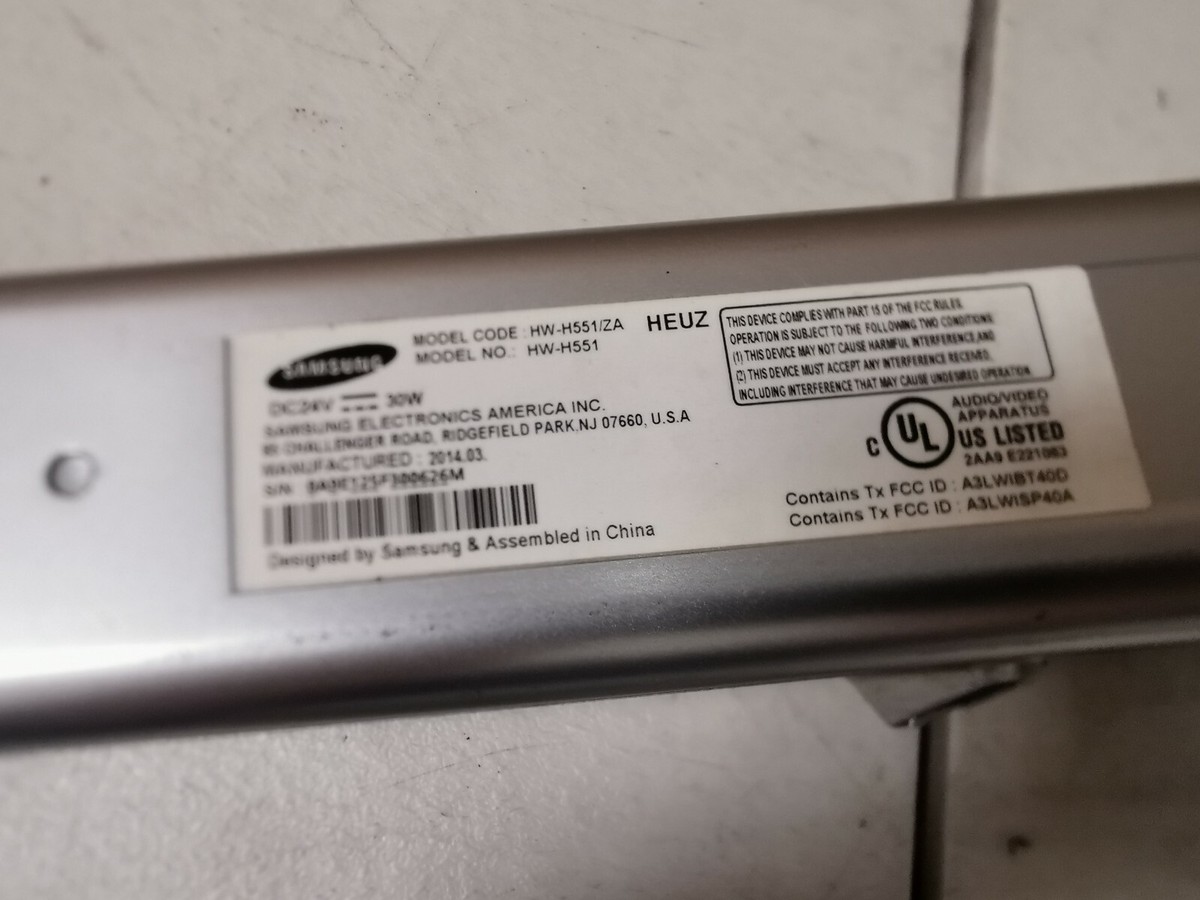 SAMSUNG
MODEL CODE : HW-H551/ZA HEUZ
MODEL NO.: HW-H551
DC24V 30W
SAMSUNG ELECTRONICS AMERICA INC.
85 CHALLENGER ROAD, RIDGEFIELD PARK,NJ 07660, U.S.A
MANUFACTURED : 2014.03.
S/N:
Designed by Samsung & Assembled in China
THIS DEVICE COMPLIES WITH PART 15 OF THE FCC RULES.
OPERATION IS SUBJECT TO THE FOLLOWING TWO CONDITIONS:
(1) THIS DEVICE MAY NOT CAUSE HARMFUL INTERFERENCE,AND
(2) THIS DEVICE MUST ACCEPT ANY INTERFERENCE RECEIVED,
INCLUDING INTERFERENCE THAT MAY CAUSE UNDESIRED OPERATION.
C UL US LISTED
AUDIO/VIDEO
APPARATUS
2AA9 E221083
Contains Tx FCC ID : A3LWIBT40D
Contains Tx FCC ID : A3LWISP40A